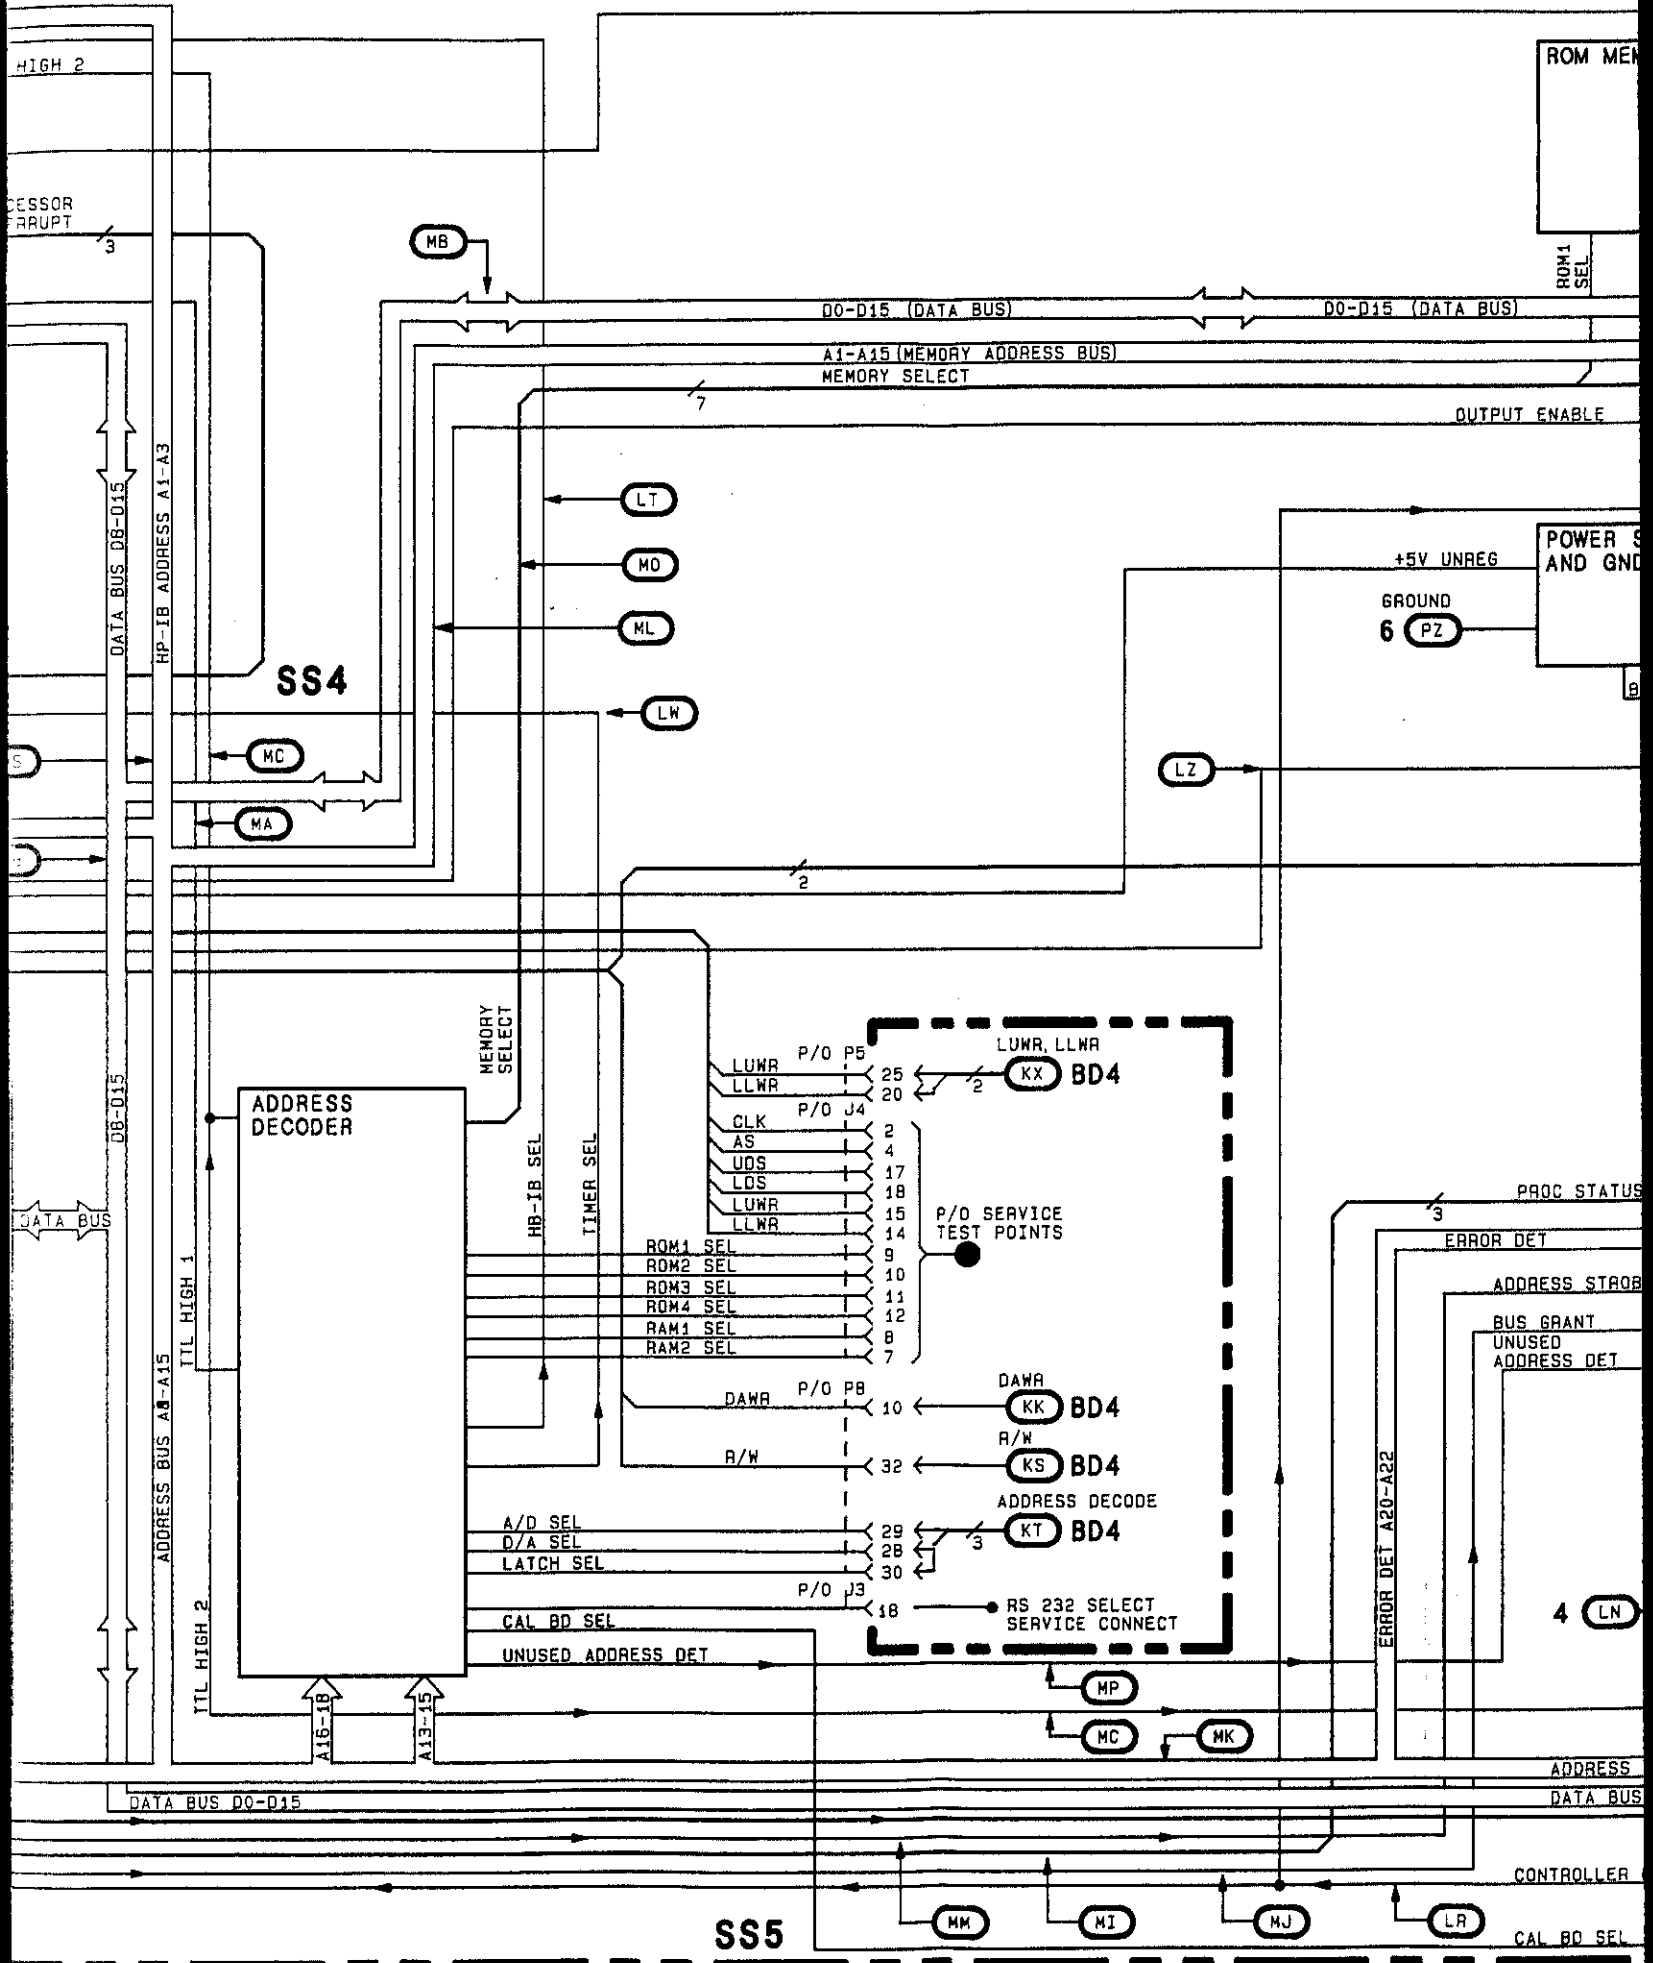 HIGH 2
ROM MEM
CESSOR
RRUPT
3
MB
ROM1
SEL
D0-D15 (DATA BUS)
D0-D15 (DATA BUS)
A1-A15 (MEMORY ADDRESS BUS)
MEMORY SELECT
7
OUTPUT ENABLE
DATA BUS D8-D15
HP-IB ADDRESS A1-A3
LT
MO
ML
POWER S
AND GND
+5V UNREG
GROUND
6 PZ
B
SS4
LW
S
MC
LZ
MA
2
MEMORY
SELECT
D8-D15
ADDRESS
DECODER
P/O P5
LUWR, LLWR
LUWR
25
KX BD4
LLWR
20
2
P/O J4
CLK
2
AS
4
UDS
17
LDS
18
LUWR
15
LLWR
14
P/O SERVICE
TEST POINTS
HB-IB SEL
TIMER SEL
DATA BUS
ROM1 SEL
9
ROM2 SEL
10
ROM3 SEL
11
ROM4 SEL
12
RAM1 SEL
8
RAM2 SEL
7
TTL HIGH 1
PROC STATUS
3
ERROR DET
ADDRESS STROB
BUS GRANT
UNUSED
ADDRESS DET
P/O P8
DAWR
DAWR
10
KK BD4
R/W
R/W
32
KS BD4
ADDRESS BUS A8-A15
ERROR DET A20-A22
ADDRESS DECODE
A/D SEL
29
KT BD4
3
D/A SEL
28
LATCH SEL
30
P/O J3
18
RS 232 SELECT
SERVICE CONNECT
CAL BD SEL
UNUSED ADDRESS DET
4 LN
TTL HIGH 2
A16-18
A13-15
MP
MC
MK
ADDRESS
DATA BUS D0-D15
DATA BUS
CONTROLLER
MM
MI
MJ
LR
SS5
CAL BD SEL